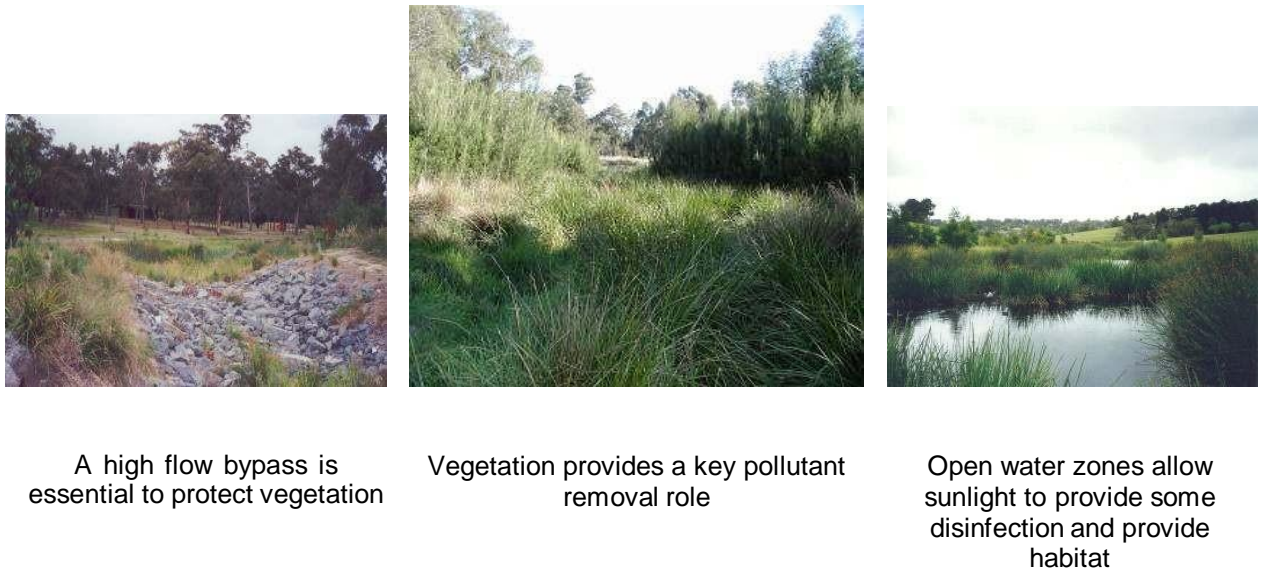 A high flow bypass is
essential to protect vegetation
Vegetation provides a key pollutant
removal role
Open water zones allow
sunlight to provide some
disinfection and provide
habitat